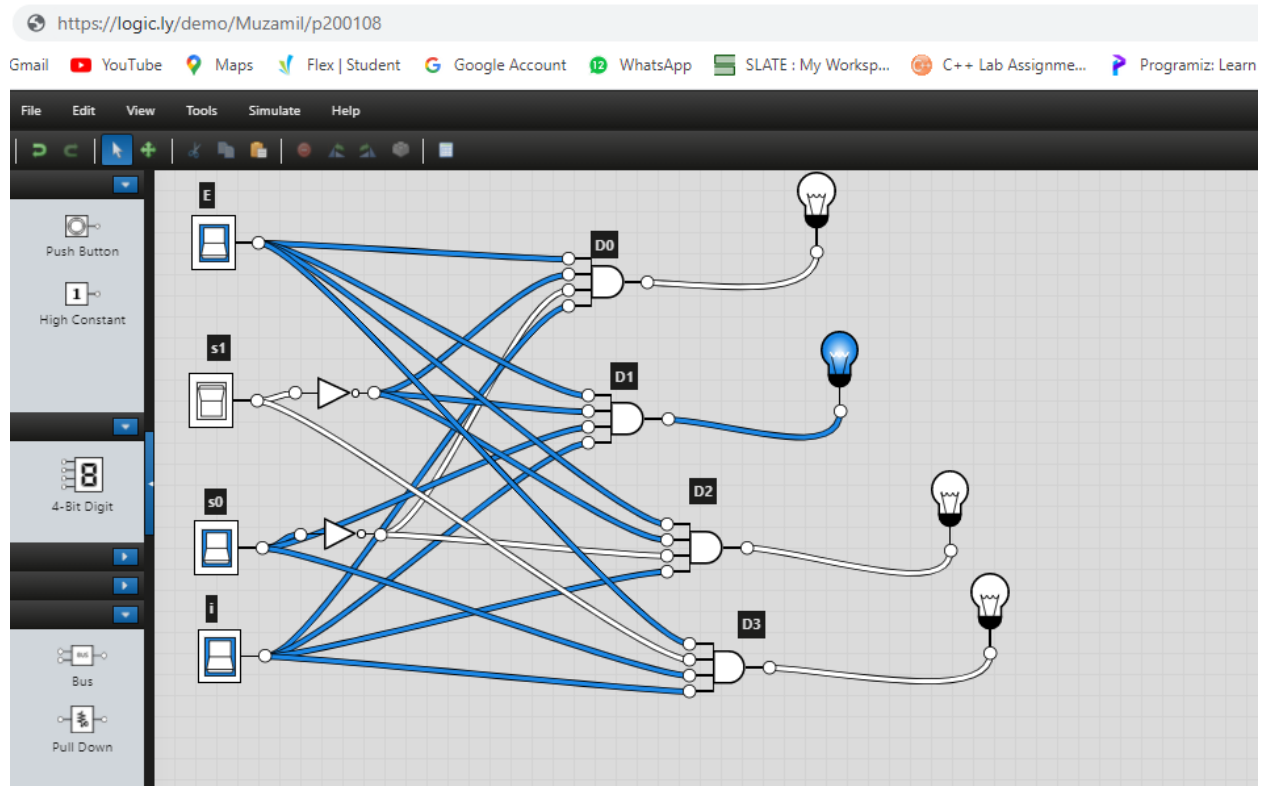 https://logic.ly/demo/Muzamil/p200108
Gmail YouTube Maps Flex | Student Google Account 12 WhatsApp SLATE : My Worksp... C++ Lab Assignme... Programiz: Learn
File Edit View Tools Simulate Help
E
Push Button
D0
1
High Constant
s1
D1
8
4-Bit Digit
D2
s0
i
D3
BUS
Bus
Pull Down